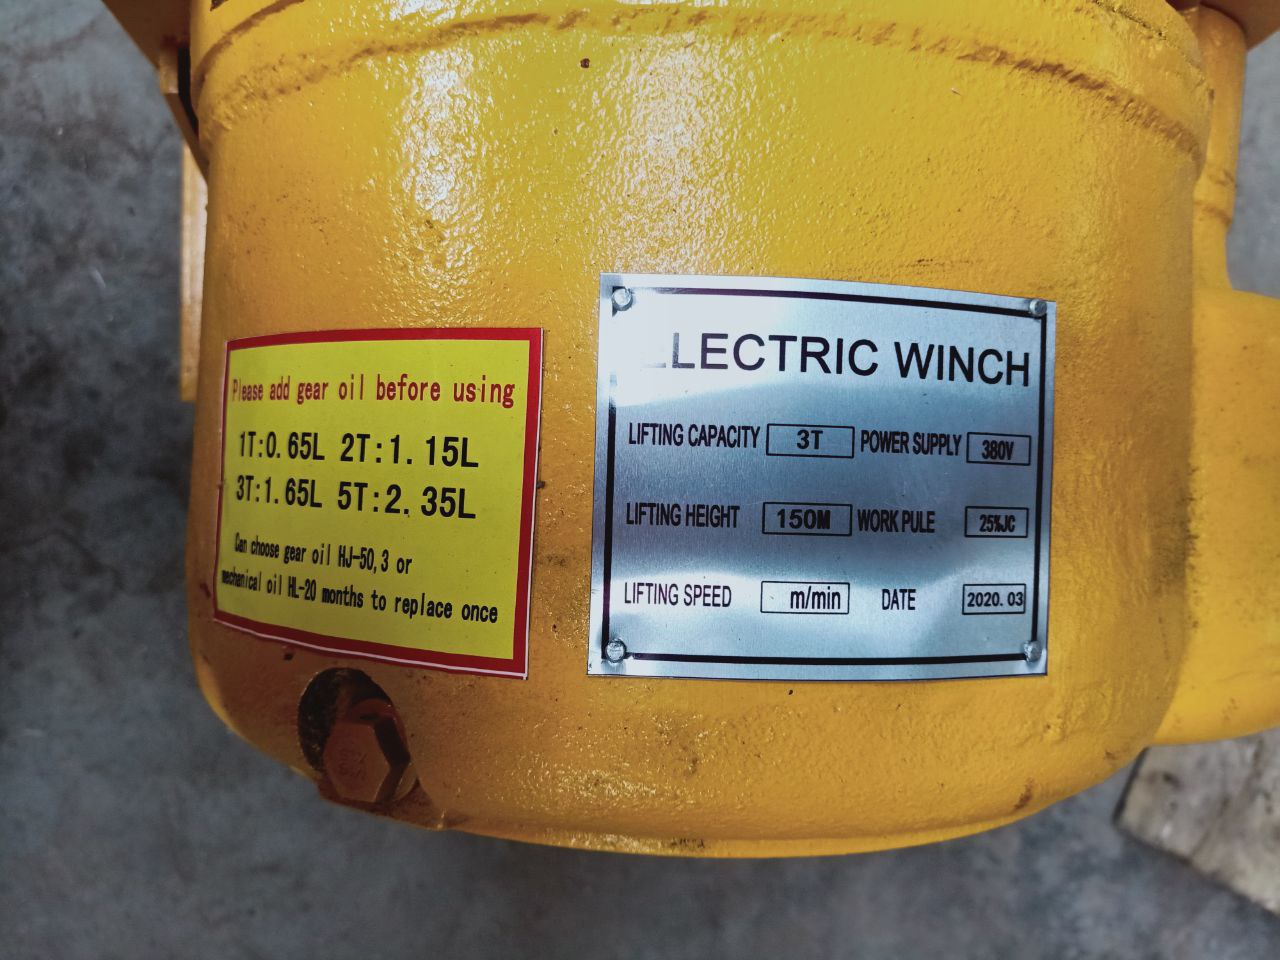 Please add gear oil before using
1T:0.65L 2T:1.15L
3T:1.65L 5T:2.35L
Can choose gear oil HJ-50,3 or
mechanical oil HL-20 months to replace once
ELECTRIC WINCH
LIFTING CAPACITY 3T POWER SUPPLY 380V
LIFTING HEIGHT 150M WORK PULE 25%JC
LIFTING SPEED m/min DATE 2020.03